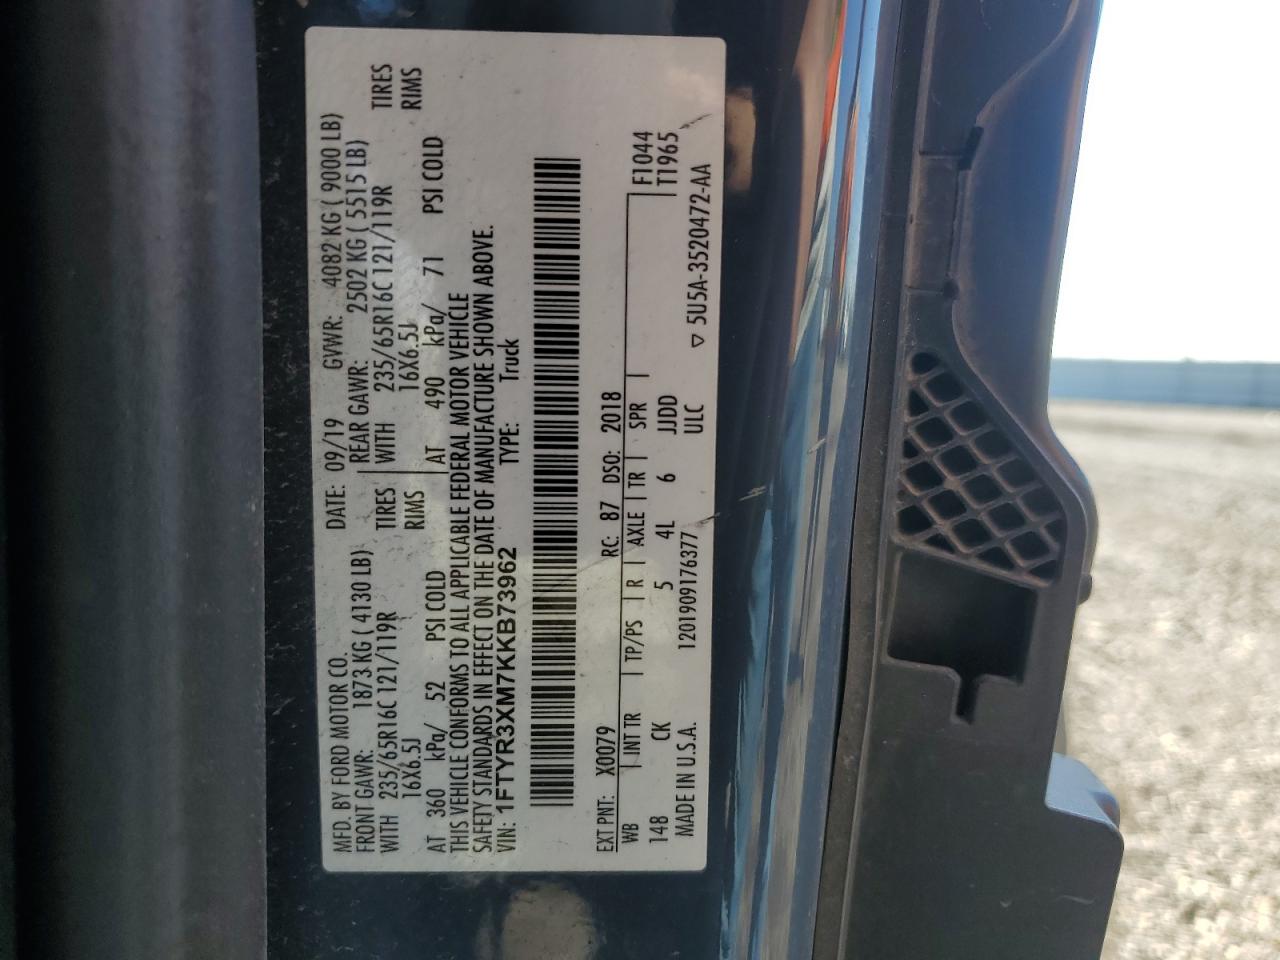 MFD. BY FORD MOTOR CO. DATE: 09/19 GVWR: 4082 KG ( 9000 LB)
FRONT GAWR: 1873 KG ( 4130 LB) REAR GAWR: 2502 KG ( 5515 LB)
WITH 235/65R16C 121/119R TIRES WITH 235/65R16C 121/119R TIRES
16X6.5J RIMS 16X6.5J RIMS
AT 360 kPa/ 52 PSI COLD AT 490 kPa/ 71 PSI COLD
THIS VEHICLE CONFORMS TO ALL APPLICABLE FEDERAL MOTOR VEHICLE
SAFETY STANDARDS IN EFFECT ON THE DATE OF MANUFACTURE SHOWN ABOVE.
VIN: 1FTYR3XM7KKB73962 TYPE: Truck
EXT PNT: X0079 RC: 87 DSO: 2018 F1044
WB INT TR TP/PS R AXLE TR SPR T1965
148 CK 5 4L 6 JJDD
MADE IN U.S.A. 1201909176377 ULC ▽ 5U5A-3520472-AA